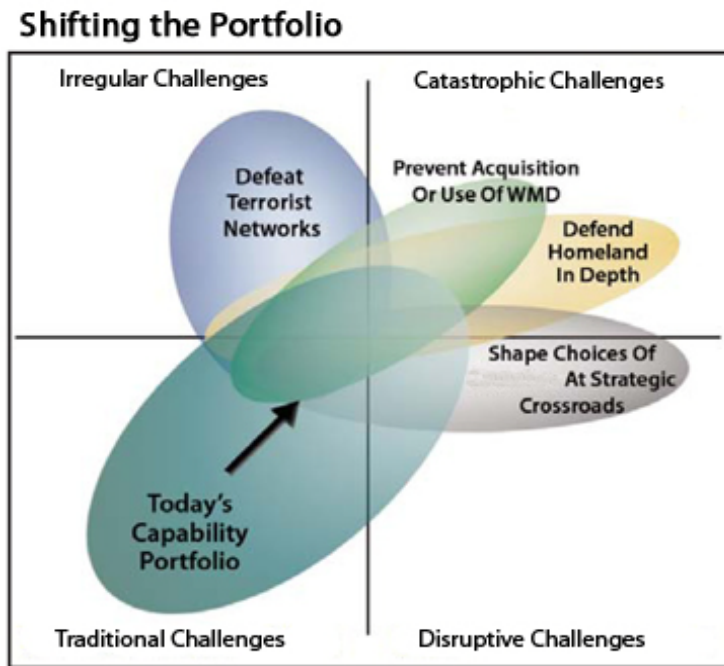 Shifting the Portfolio
Irregular Challenges
Catastrophic Challenges
Defeat
Terrorist
Networks
Prevent Acquisition
Or Use Of WMD
Defend
Homeland
In Depth
Shape Choices Of
At Strategic
Crossroads
Today's
Capability
Portfolio
Traditional Challenges
Disruptive Challenges